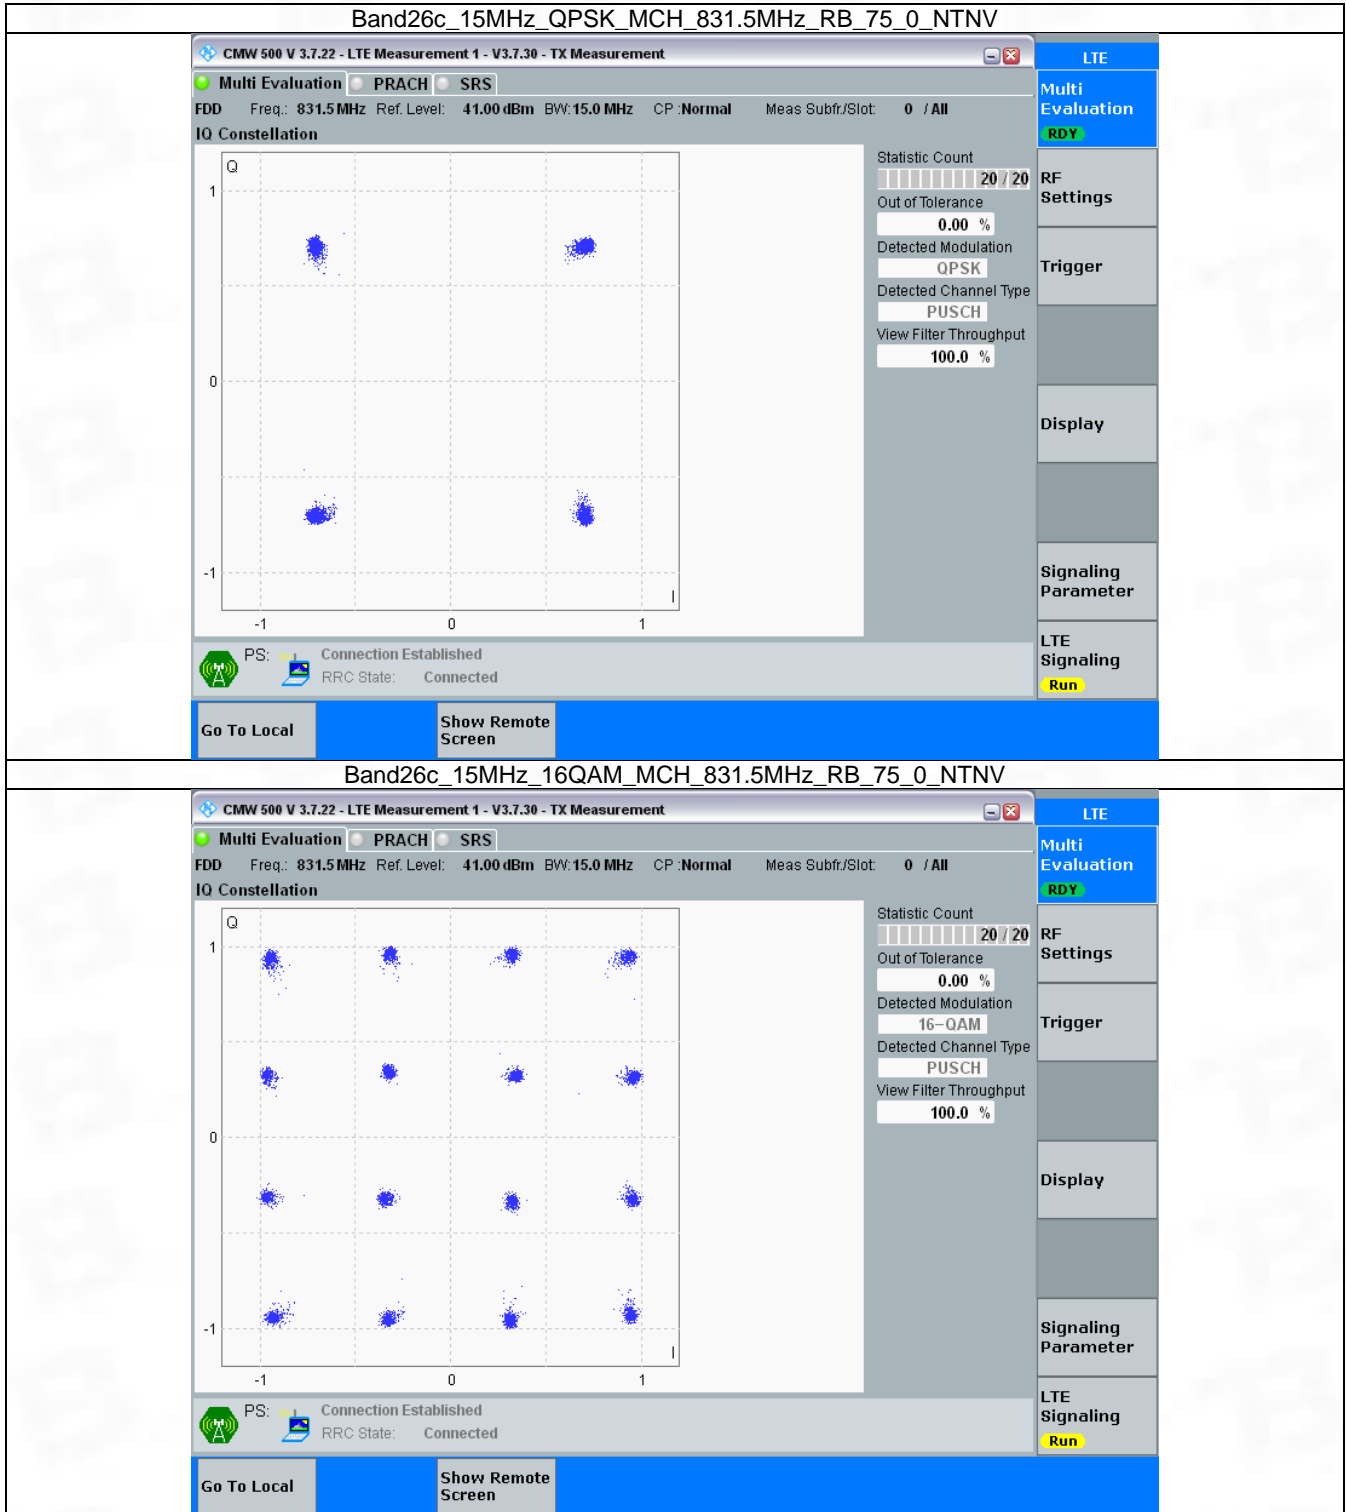 Band26c_15MHz_QPSK_MCH_831.5MHz_RB_75_0_NTNV
CMW 500 V 3.7.22 - LTE Measurement 1 - V3.7.30 - TX Measurement
LTE
Multi Evaluation PRACH SRS
Multi
Evaluation
RDY
FDD Freq.: 831.5 MHz Ref. Level: 41.00 dBm BW: 15.0 MHz CP :Normal Meas Subfr./Slot: 0 / All
IQ Constellation
Q
1
0
-1
I
-1 0 1
Statistic Count
20 / 20
Out of Tolerance
0.00 %
Detected Modulation
QPSK
Detected Channel Type
PUSCH
View Filter Throughput
100.0 %
RF
Settings
Trigger
Display
Signaling
Parameter
LTE
Signaling
Run
PS: Connection Established
RRC State: Connected
Go To Local
Show Remote
Screen
Band26c_15MHz_16QAM_MCH_831.5MHz_RB_75_0_NTNV
CMW 500 V 3.7.22 - LTE Measurement 1 - V3.7.30 - TX Measurement
LTE
Multi Evaluation PRACH SRS
Multi
Evaluation
RDY
FDD Freq.: 831.5 MHz Ref. Level: 41.00 dBm BW: 15.0 MHz CP :Normal Meas Subfr./Slot: 0 / All
IQ Constellation
Q
1
0
-1
I
-1 0 1
Statistic Count
20 / 20
Out of Tolerance
0.00 %
Detected Modulation
16-QAM
Detected Channel Type
PUSCH
View Filter Throughput
100.0 %
RF
Settings
Trigger
Display
Signaling
Parameter
LTE
Signaling
Run
PS: Connection Established
RRC State: Connected
Go To Local
Show Remote
Screen